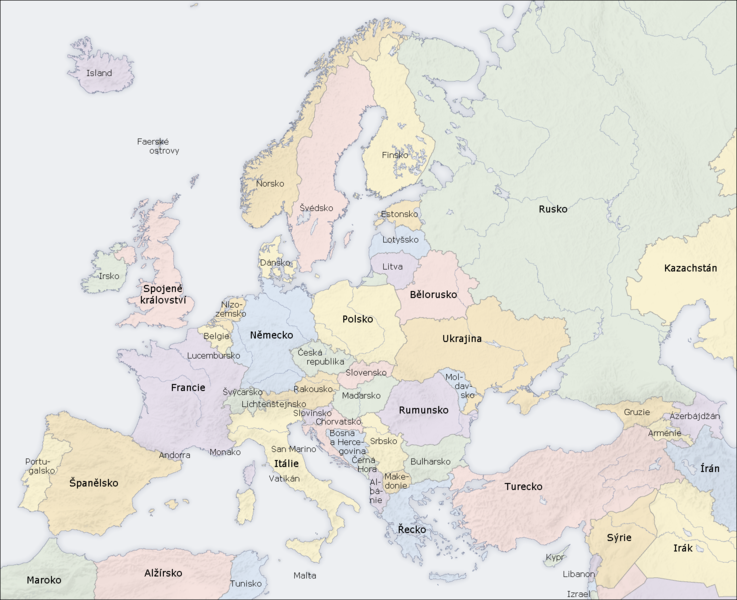 Island
Faerské
ostrovy
Norsko
Finsko
Švédsko
Estonsko
Rusko
Lotyšsko
Dánsko
Litva
Kazachstán
Irsko
Spojené
království
Bělorusko
Nizo-
zemsko
Polsko
Belgie
Německo
Ukrajina
Lucembursko
Česká
republika
Slovensko
Mol-
dav-
sko
Francie
Švýcarsko
Rakousko
Maďarsko
Lichtenštejnsko
Rumunsko
Slovinsko
Gruzie
Azerbájdžán
Chorvatsko
Arménie
Bosna
a Herce-
govina
Srbsko
Monako
San Marino
Andorra
Itálie
Černá
Hora
Bulharsko
Portu-
galsko
Írán
Vatikán
Make-
donie
Španělsko
Al-
bá-
nie
Turecko
Řecko
Sýrie
Irák
Kypr
Malta
Libanon
Maroko
Alžírsko
Tunisko
Izrael